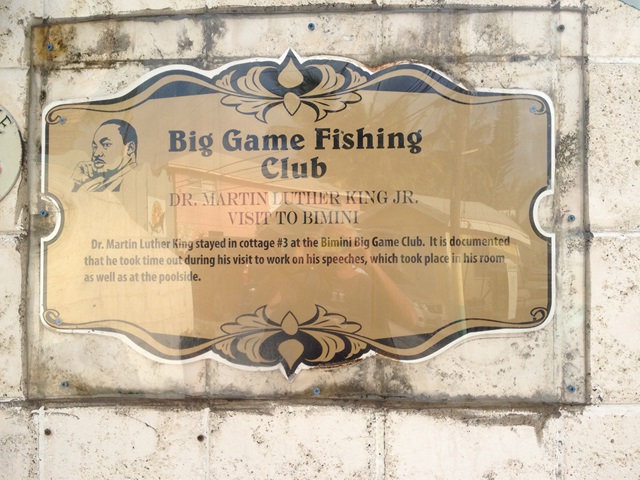 Big Game Fishing
Club
DR. MARTIN LUTHER KING JR.
VISIT TO BIMINI
Dr. Martin Luther King stayed in cottage #3 at the Bimini Big Game Club. It is documented
that he took time out during his visit to work on his speeches, which took place in his room
as well as at the poolside.